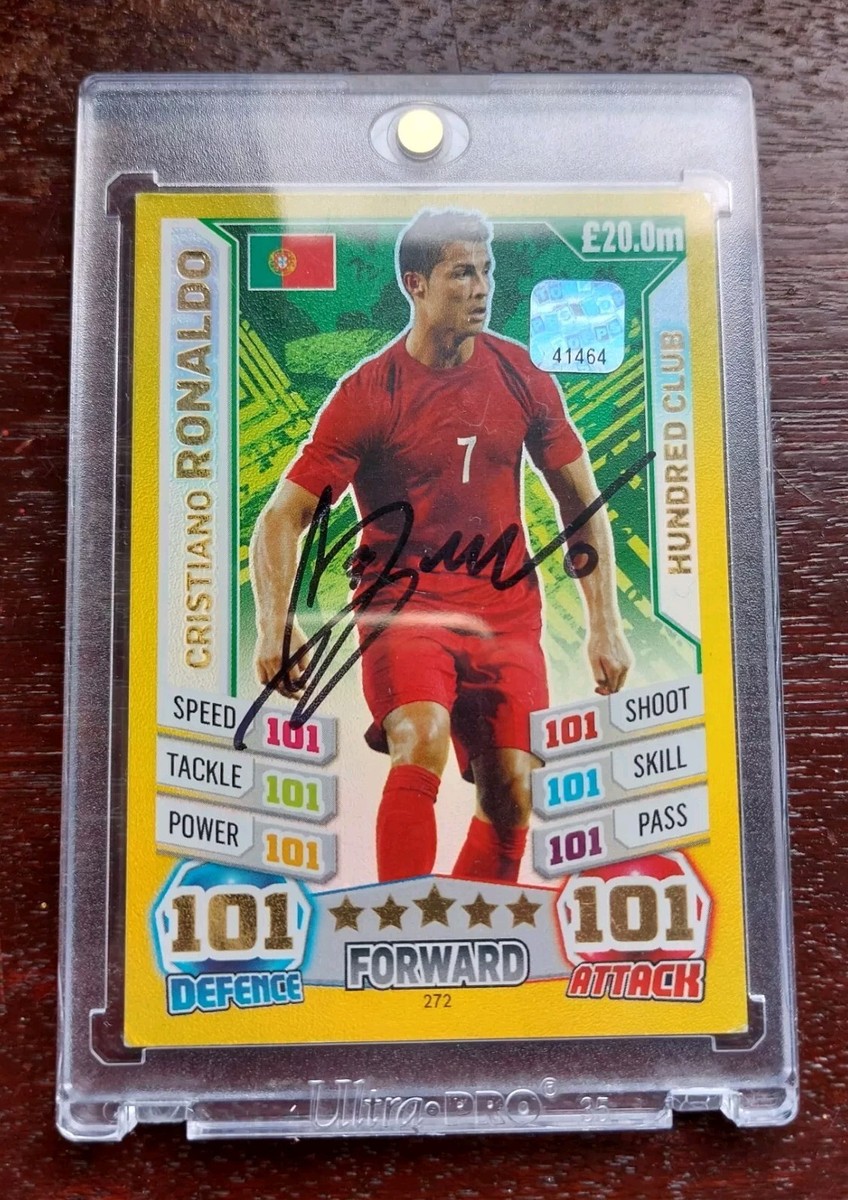 £20.0m
CRISTIANO RONALDO
41464
HUNDRED CLUB
7
SPEED 101
101 SHOOT
TACKLE 101
101 SKILL
POWER 101
101 PASS
101
DEFENCE
FORWARD
101
ATTACK
272
Ultra•PRO®
35